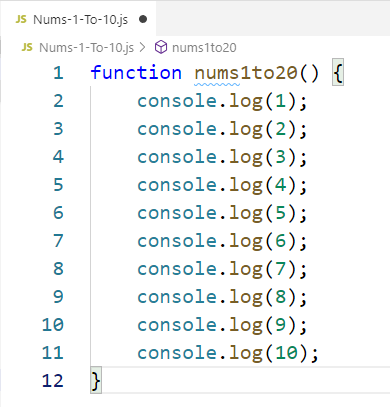 JS Nums-1-To-10.js ●
JS Nums-1-To-10.js > nums1to20
1 function nums1to20() {
2     console.log(1);
3     console.log(2);
4     console.log(3);
5     console.log(4);
6     console.log(5);
7     console.log(6);
8     console.log(7);
9     console.log(8);
10     console.log(9);
11     console.log(10);
12 }